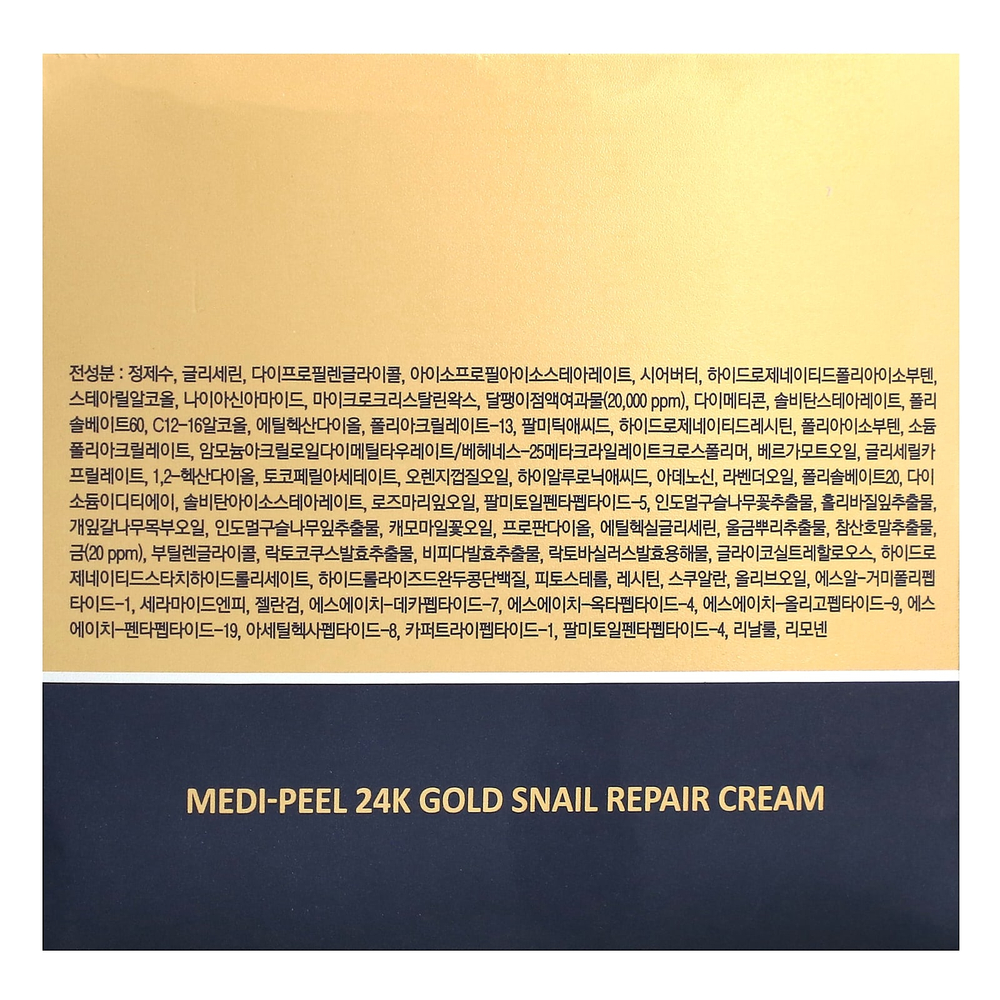 전성분 : 정제수, 글리세린, 다이프로필렌글라이콜, 아이소프로필아이소스테아레이트, 시어버터, 하이드로제네이티드폴리아이소부텐,
스테아릴알코올, 나이아신아마이드, 마이크로크리스탈린왁스, 달팽이점액여과물(20,000 ppm), 다이메티콘, 솔비탄스테아레이트, 폴리
솔베이트60, C12-16알코올, 에틸헥산다이올, 폴리아크릴레이트-13, 팔미틱애씨드, 하이드로제네이티드레시틴, 폴리아이소부텐, 소듐
폴리아크릴레이트, 암모늄아크릴로일다이메틸타우레이트/베헤네스-25메타크라일레이트크로스폴리머, 베르가모트오일, 글리세릴카
프릴레이트, 1,2-헥산다이올, 토코페릴아세테이트, 오렌지껍질오일, 하이알루로닉애씨드, 아데노신, 라벤더오일, 폴리솔베이트20, 다이
소듐이디티에이, 솔비탄아이소스테아레이트, 로즈마리잎오일, 팔미토일펜타펩타이드-5, 인도멀구슬나무꽃추출물, 홀리바질잎추출물,
개잎갈나무목부오일, 인도멀구슬나무잎추출물, 캐모마일꽃오일, 프로판다이올, 에틸헥실글리세린, 울금뿌리추출물, 참산호말추출물,
금(20 ppm), 부틸렌글라이콜, 락토코쿠스발효추출물, 비피다발효추출물, 락토바실러스발효용해물, 글라이코실트레할로오스, 하이드로
제네이티드스타치하이드롤리세이트, 하이드롤라이즈드완두콩단백질, 피토스테롤, 레시틴, 스쿠알란, 올리브오일, 에스알-거미폴리펩
타이드-1, 세라마이드엔피, 젤란검, 에스에이치-데카펩타이드-7, 에스에이치-옥타펩타이드-4, 에스에이치-올리고펩타이드-9, 에스
에이치-펜타펩타이드-19, 아세틸헥사펩타이드-8, 카퍼트라이펩타이드-1, 팔미토일펜타펩타이드-4, 리날룰, 리모넨
MEDI-PEEL 24K GOLD SNAIL REPAIR CREAM